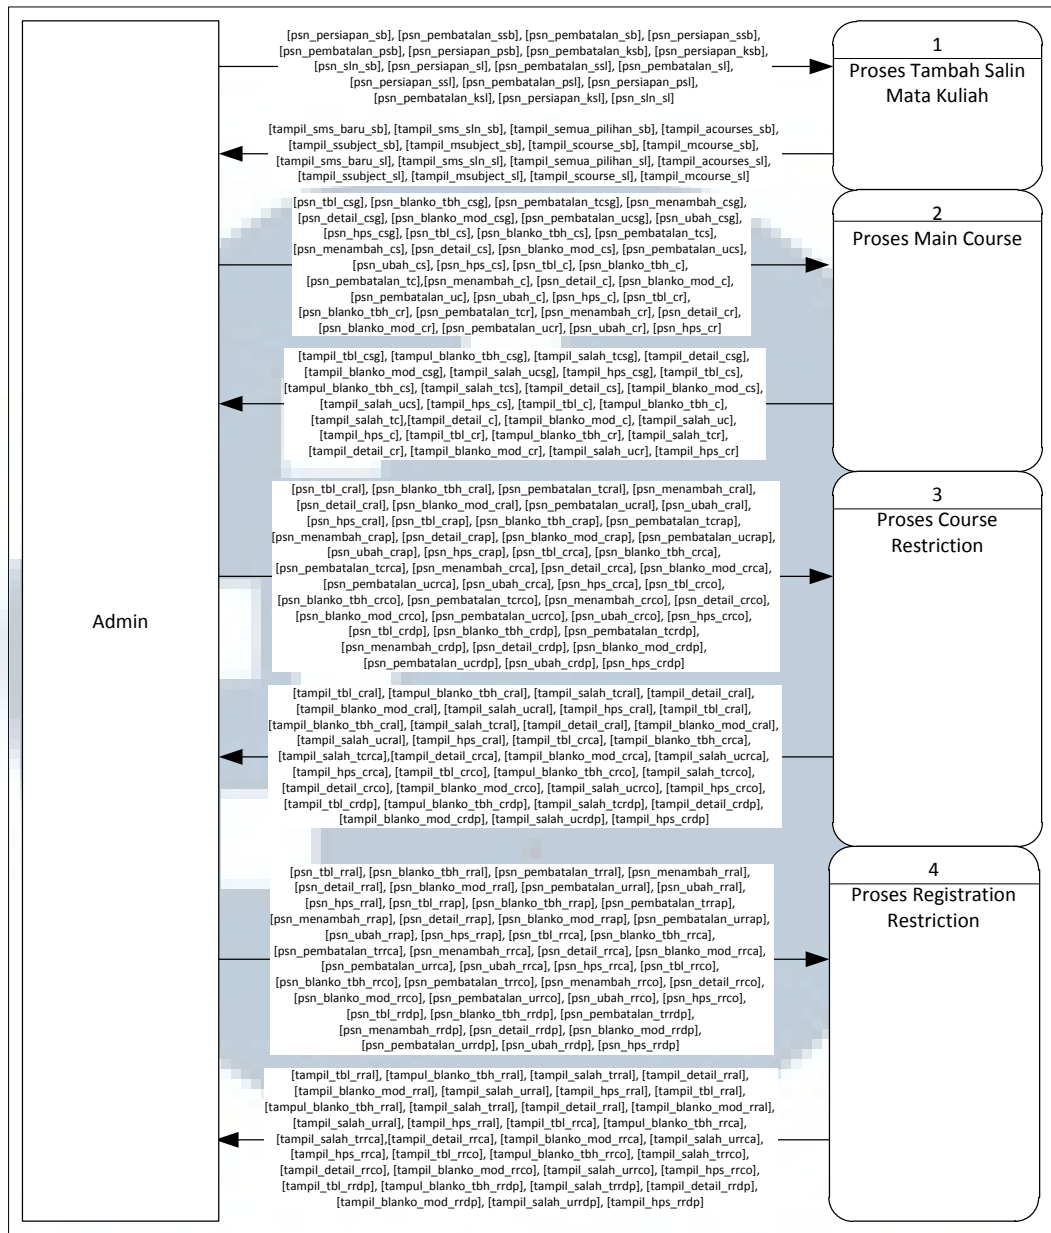 [psn_persiapan_sb], [psn_pembatalan_ssb], [psn_pembatalan_sb], [psn_persiapan_ssb],
[psn_pembatalan_psb], [psn_persiapan_psb], [psn_pembatalan_ksb], [psn_persiapan_ksb],
[psn_sln_sb], [psn_persiapan_sl], [psn_pembatalan_ssl], [psn_pembatalan_sl],
[psn_persiapan_ssl], [psn_pembatalan_psl], [psn_persiapan_psl],
[psn_pembatalan_ksl], [psn_persiapan_ksl], [psn_sln_sl]
1
Proses Tambah Salin
Mata Kuliah
[tampil_sms_baru_sb], [tampil_sms_sln_sb], [tampil_semua_pilihan_sb], [tampil_acourses_sb],
[tampil_ssubject_sb], [tampil_msubject_sb], [tampil_scourse_sb], [tampil_mcourse_sb],
[tampil_sms_baru_sl], [tampil_sms_sln_sl], [tampil_semua_pilihan_sl], [tampil_acourses_sl],
[tampil_ssubject_sl], [tampil_msubject_sl], [tampil_scourse_sl], [tampil_mcourse_sl]
[psn_tbl_csg], [psn_blanko_tbh_csg], [psn_pembatalan_tcsg], [psn_menambah_csg],
[psn_detail_csg], [psn_blanko_mod_csg], [psn_pembatalan_ucsg], [psn_ubah_csg],
[psn_hps_csg], [psn_tbl_cs], [psn_blanko_tbh_cs], [psn_pembatalan_tcs],
[psn_menambah_cs], [psn_detail_cs], [psn_blanko_mod_cs], [psn_pembatalan_ucs],
[psn_ubah_cs], [psn_hps_cs], [psn_tbl_c], [psn_blanko_tbh_c],
[psn_pembatalan_tc],[psn_menambah_c], [psn_detail_c], [psn_blanko_mod_c],
[psn_pembatalan_uc], [psn_ubah_c], [psn_hps_c], [psn_tbl_cr],
[psn_blanko_tbh_cr], [psn_pembatalan_tcr], [psn_menambah_cr], [psn_detail_cr],
[psn_blanko_mod_cr], [psn_pembatalan_ucr], [psn_ubah_cr], [psn_hps_cr]
2
Proses Main Course
[tampil_tbl_csg], [tampul_blanko_tbh_csg], [tampil_salah_tcsg], [tampil_detail_csg],
[tampil_blanko_mod_csg], [tampil_salah_ucsg], [tampil_hps_csg], [tampil_tbl_cs],
[tampul_blanko_tbh_cs], [tampil_salah_tcs], [tampil_detail_cs], [tampil_blanko_mod_cs],
[tampil_salah_ucs], [tampil_hps_cs], [tampil_tbl_c], [tampul_blanko_tbh_c],
[tampil_salah_tc],[tampil_detail_c], [tampil_blanko_mod_c], [tampil_salah_uc],
[tampil_hps_c], [tampil_tbl_cr], [tampul_blanko_tbh_cr], [tampil_salah_tcr],
[tampil_detail_cr], [tampil_blanko_mod_cr], [tampil_salah_ucr], [tampil_hps_cr]
[psn_tbl_cral], [psn_blanko_tbh_cral], [psn_pembatalan_tcral], [psn_menambah_cral],
[psn_detail_cral], [psn_blanko_mod_cral], [psn_pembatalan_ucral], [psn_ubah_cral],
[psn_hps_cral], [psn_tbl_crap], [psn_blanko_tbh_crap], [psn_pembatalan_tcrap],
[psn_menambah_crap], [psn_detail_crap], [psn_blanko_mod_crap], [psn_pembatalan_ucrap],
[psn_ubah_crap], [psn_hps_crap], [psn_tbl_crca], [psn_blanko_tbh_crca],
[psn_pembatalan_tcrca], [psn_menambah_crca], [psn_detail_crca], [psn_blanko_mod_crca],
[psn_pembatalan_ucrca], [psn_ubah_crca], [psn_hps_crca], [psn_tbl_crco],
[psn_blanko_tbh_crco], [psn_pembatalan_tcrco], [psn_menambah_crco], [psn_detail_crco],
[psn_blanko_mod_crco], [psn_pembatalan_ucrco], [psn_ubah_crco], [psn_hps_crco],
[psn_tbl_crdp], [psn_blanko_tbh_crdp], [psn_pembatalan_tcrdp],
[psn_menambah_crdp], [psn_detail_crdp], [psn_blanko_mod_crdp],
[psn_pembatalan_ucrdp], [psn_ubah_crdp], [psn_hps_crdp]
3
Proses Course
Restriction
Admin
[tampil_tbl_cral], [tampul_blanko_tbh_cral], [tampil_salah_tcral], [tampil_detail_cral],
[tampil_blanko_mod_cral], [tampil_salah_ucral], [tampil_hps_cral], [tampil_tbl_cral],
[tampil_blanko_tbh_cral], [tampil_salah_tcral], [tampil_detail_cral], [tampil_blanko_mod_cral],
[tampil_salah_ucral], [tampil_hps_cral], [tampil_tbl_crca], [tampil_blanko_tbh_crca],
[tampil_salah_tcrca],[tampil_detail_crca], [tampil_blanko_mod_crca], [tampil_salah_ucrca],
[tampil_hps_crca], [tampil_tbl_crco], [tampul_blanko_tbh_crco], [tampil_salah_tcrco],
[tampil_detail_crco], [tampil_blanko_mod_crco], [tampil_salah_ucrco], [tampil_hps_crco],
[tampil_tbl_crdp], [tampul_blanko_tbh_crdp], [tampil_salah_tcrdp], [tampil_detail_crdp],
[tampil_blanko_mod_crdp], [tampil_salah_ucrdp], [tampil_hps_crdp]
[psn_tbl_rral], [psn_blanko_tbh_rral], [psn_pembatalan_trral], [psn_menambah_rral],
[psn_detail_rral], [psn_blanko_mod_rral], [psn_pembatalan_urral], [psn_ubah_rral],
[psn_hps_rral], [psn_tbl_rrap], [psn_blanko_tbh_rrap], [psn_pembatalan_trrap],
[psn_menambah_rrap], [psn_detail_rrap], [psn_blanko_mod_rrap], [psn_pembatalan_urrap],
[psn_ubah_rrap], [psn_hps_rrap], [psn_tbl_rrca], [psn_blanko_tbh_rrca],
[psn_pembatalan_trrca], [psn_menambah_rrca], [psn_detail_rrca], [psn_blanko_mod_rrca],
[psn_pembatalan_urrca], [psn_ubah_rrca], [psn_hps_rrca], [psn_tbl_rrco],
[psn_blanko_tbh_rrco], [psn_pembatalan_trrco], [psn_menambah_rrco], [psn_detail_rrco],
[psn_blanko_mod_rrco], [psn_pembatalan_urrco], [psn_ubah_rrco], [psn_hps_rrco],
[psn_tbl_rrdp], [psn_blanko_tbh_rrdp], [psn_pembatalan_trrdp],
[psn_menambah_rrdp], [psn_detail_rrdp], [psn_blanko_mod_rrdp],
[psn_pembatalan_urrdp], [psn_ubah_rrdp], [psn_hps_rrdp]
4
Proses Registration
Restriction
[tampil_tbl_rral], [tampul_blanko_tbh_rral], [tampil_salah_trral], [tampil_detail_rral],
[tampil_blanko_mod_rral], [tampil_salah_urral], [tampil_hps_rral], [tampil_tbl_rral],
[tampul_blanko_tbh_rral], [tampil_salah_trral], [tampil_detail_rral], [tampil_blanko_mod_rral],
[tampil_salah_urral], [tampil_hps_rral], [tampil_tbl_rrca], [tampul_blanko_tbh_rrca],
[tampil_salah_trrca],[tampil_detail_rrca], [tampil_blanko_mod_rrca], [tampil_salah_urrca],
[tampil_hps_rrca], [tampil_tbl_rrco], [tampul_blanko_tbh_rrco], [tampil_salah_trrco],
[tampil_detail_rrco], [tampil_blanko_mod_rrco], [tampil_salah_urrco], [tampil_hps_rrco],
[tampil_tbl_rrdp], [tampul_blanko_tbh_rrdp], [tampil_salah_trrdp], [tampil_detail_rrdp],
[tampil_blanko_mod_rrdp], [tampil_salah_urrdp], [tampil_hps_rrdp]